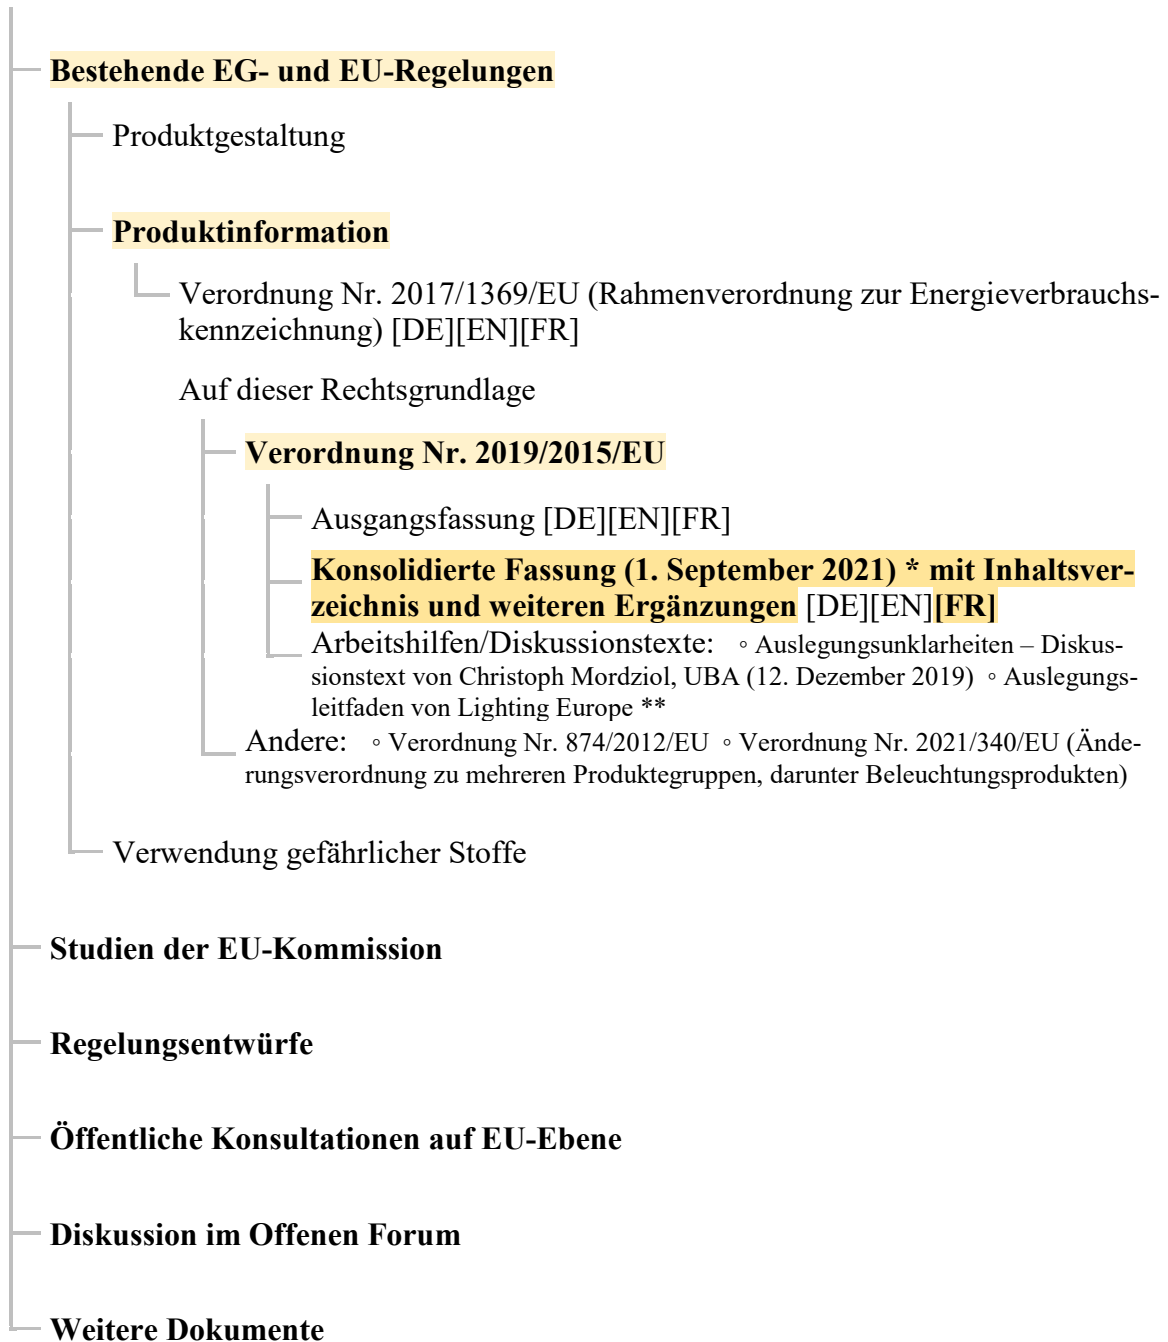 Bestehende EG- und EU-Regelungen
Produktgestaltung
Produktinformation
Verordnung Nr. 2017/1369/EU (Rahmenverordnung zur Energieverbrauchs-
kennzeichnung) [DE][EN][FR]
Auf dieser Rechtsgrundlage
Verordnung Nr. 2019/2015/EU
Ausgangsfassung [DE][EN][FR]
Konsolidierte Fassung (1. September 2021) * mit Inhaltsver-
zeichnis und weiteren Ergänzungen [DE][EN][FR]
Arbeitshilfen/Diskussionstexte: ◦ Auslegungsunklarheiten – Diskus-
sionstext von Christoph Mordziol, UBA (12. Dezember 2019) ◦ Auslegungs-
leitfaden von Lighting Europe **
Andere: ◦ Verordnung Nr. 874/2012/EU ◦ Verordnung Nr. 2021/340/EU (Ände-
rungsverordnung zu mehreren Produktegruppen, darunter Beleuchtungsprodukten)
Verwendung gefährlicher Stoffe
Studien der EU-Kommission
Regelungsentwürfe
Öffentliche Konsultationen auf EU-Ebene
Diskussion im Offenen Forum
Weitere Dokumente